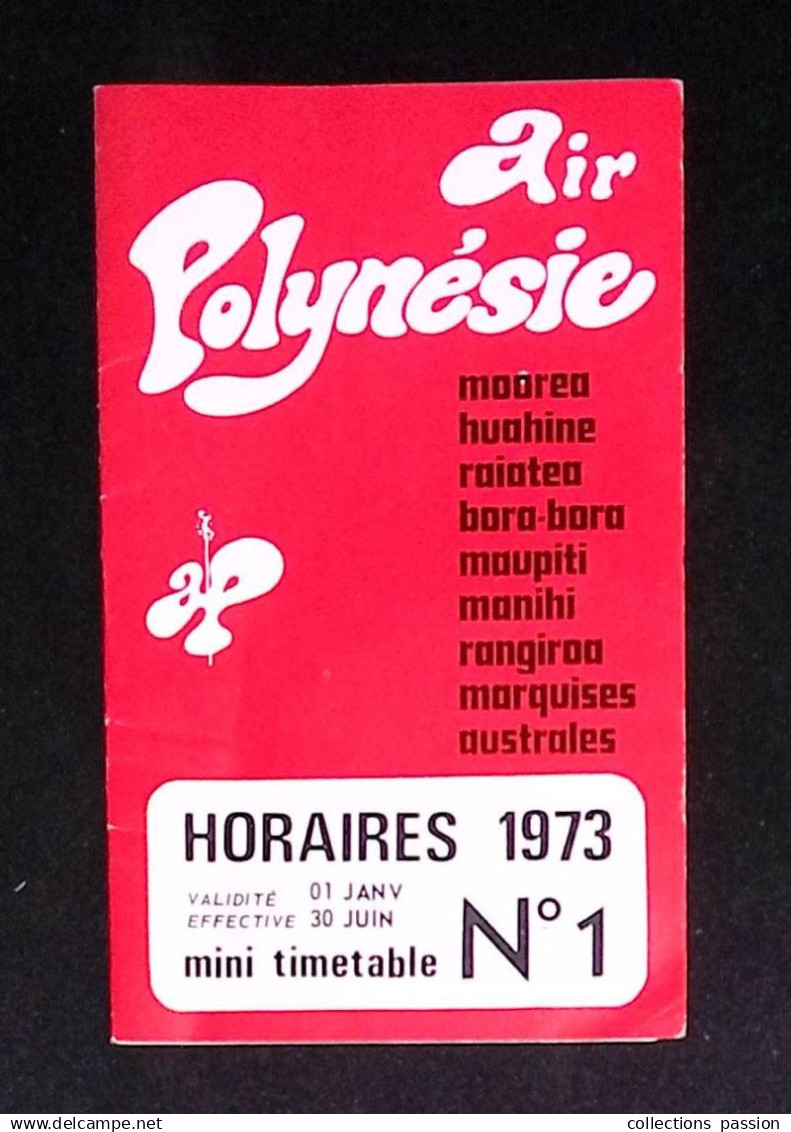 air
Polynésie
moorea
huahine
raiatea
bora-bora
maupiti
manihi
rangiroa
marquises
australes
ap
HORAIRES 1973
VALIDITÉ 01 JANV
EFFECTIVE 30 JUIN
mini timetable N° 1
www.delcampe.net
collections passion